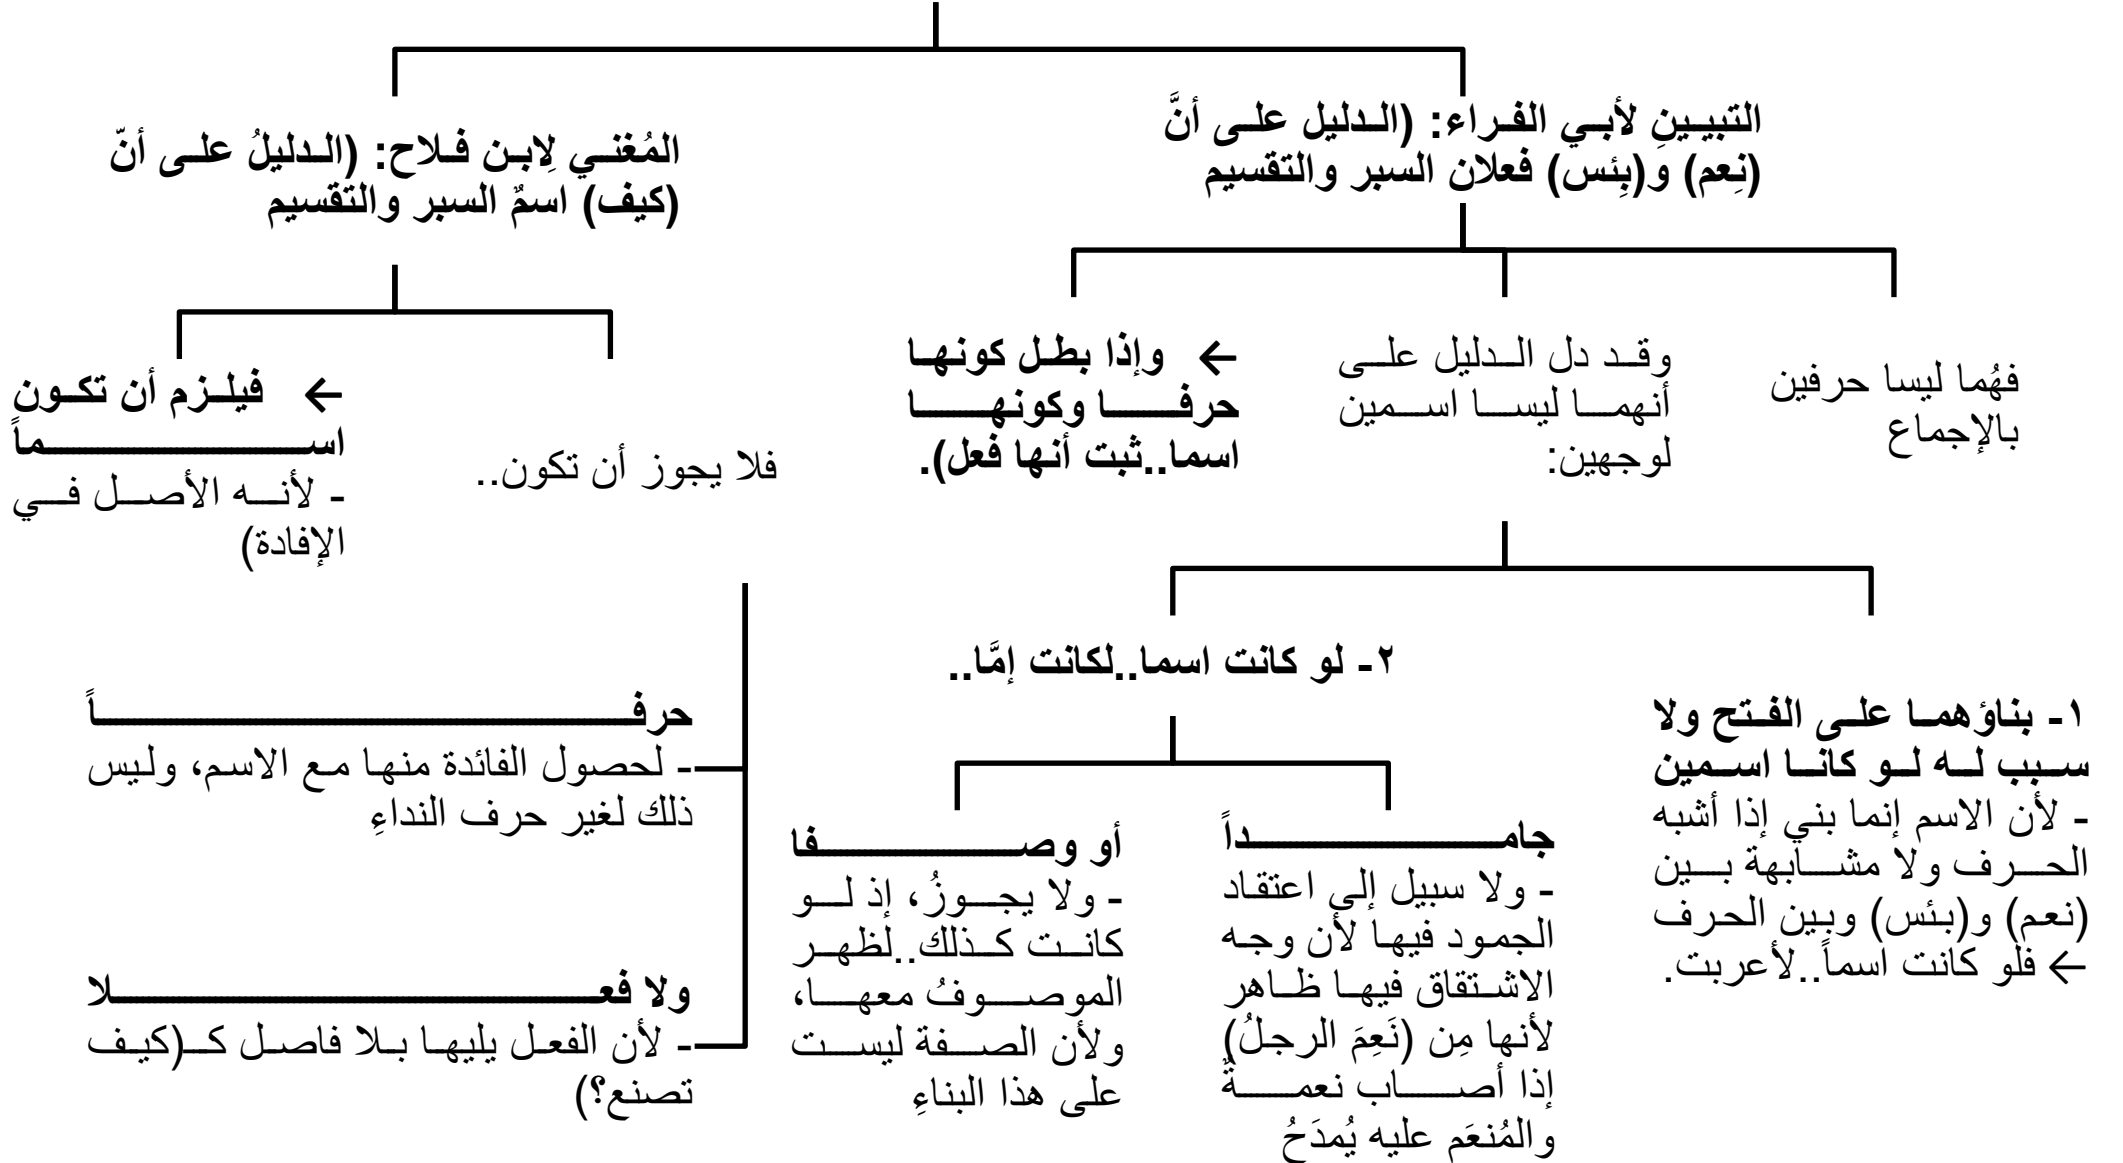 التبيينِ لأبي الفراء: (الدليل على أنَّ
(نِعم) و(بِئس) فعلان السبر والتقسيم
فهُما ليسا حرفين
بالإجماع
وقد دل الدليل على
أنهما ليسا اسمين
لوجهين:
١- بناؤهما على الفتح ولا
سبب له لو كانا اسمين
- لأن الاسم إنما بني إذا أشبه
الحرف ولا مشابهة بين
(نعم) و(بئس) وبين الحرف
← فلو كانت اسماً..لأعربت.
٢- لو كانت اسما..لكانت إمَّا..
جامداً
- ولا سبيل إلى اعتقاد
الجمود فيها لأن وجه
الاشتقاق فيها ظاهر
لأنها مِن (نَعِمَ الرجلُ)
إذا أصاب نعمةٌ
والمُنعَم عليه يُمدَحُ
أو وصفا
- ولا يجوزُ، إذ لو
كانت كذلك..لظهر
الموصوفُ معها،
ولأن الصفة ليست
على هذا البناءِ
← وإذا بطل كونها
حرفا وكونها
اسما..ثبت أنها فعل).
المُغني لِابن فلاح: (الدليلُ على أنّ
(كيف) اسمٌ السبر والتقسيم
فلا يجوز أن تكون..
حرفاً
- لحصول الفائدة منها مع الاسم، وليس
ذلك لغير حرف النداءِ
ولا فعلا
- لأن الفعل يليها بلا فاصل كـ(كيف
تصنع؟)
← فيلزم أن تكون
اسماً
- لأنه الأصل في
الإفادة)